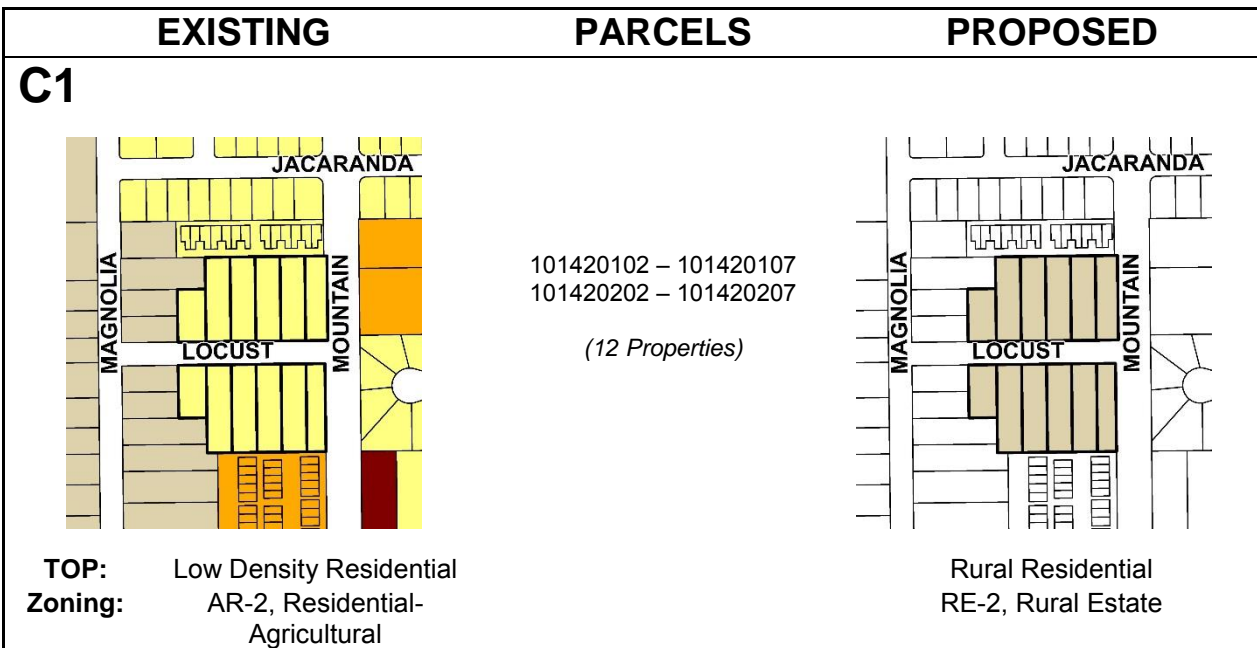 EXISTING PARCELS PROPOSED
C1
JACARANDA
MAGNOLIA
MOUNTAIN
LOCUST
101420102 – 101420107
101420202 – 101420207
(12 Properties)
JACARANDA
MAGNOLIA
MOUNTAIN
LOCUST
TOP: Low Density Residential Rural Residential
Zoning: AR-2, Residential- RE-2, Rural Estate
Agricultural